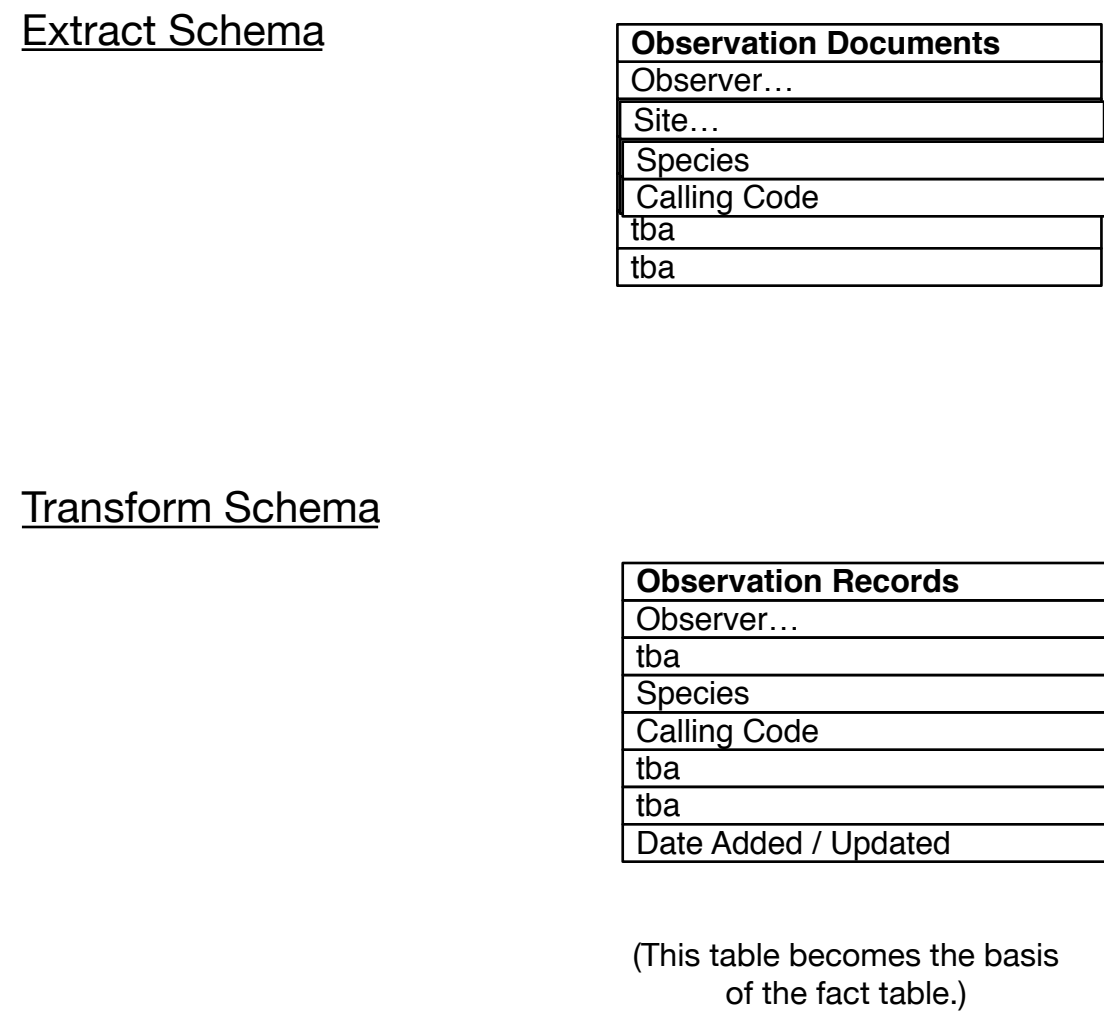 Extract Schema
Observation Documents
Observer…
Site…
Species
Calling Code
tba
tba
Transform Schema
Observation Records
Observer…
tba
Species
Calling Code
tba
tba
Date Added / Updated
(This table becomes the basis
of the fact table.)